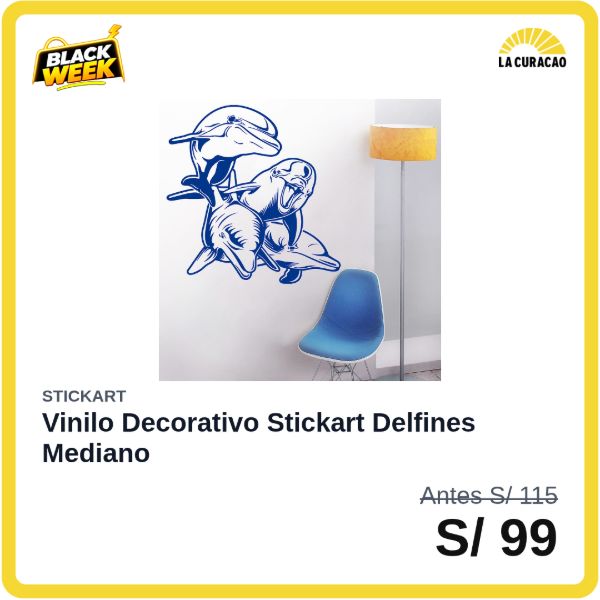 BLACK
WEEK
LA CURACAO
STICKART
Vinilo Decorativo Stickart Delfines
Mediano
Antes S/ 115
S/ 99